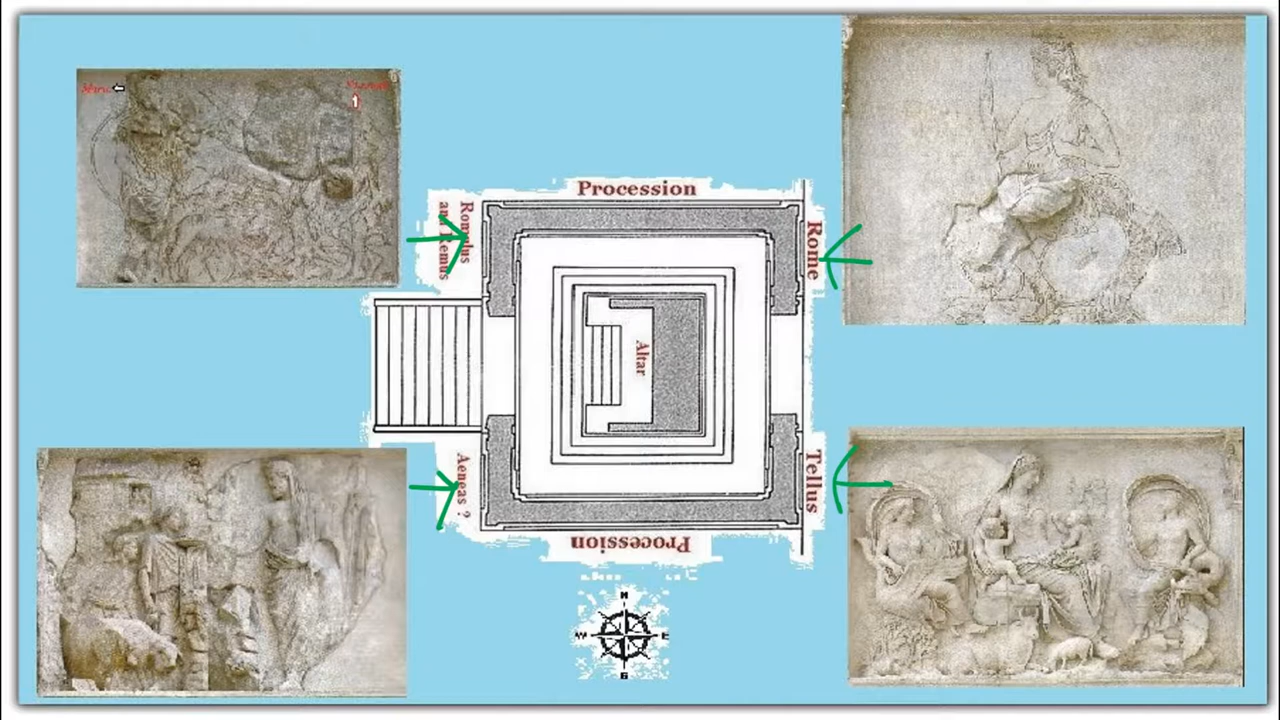 Procession
Romulus
and Remus
Rome
Altar
Aeneas ?
Tellus
Procession
N
W
E
S